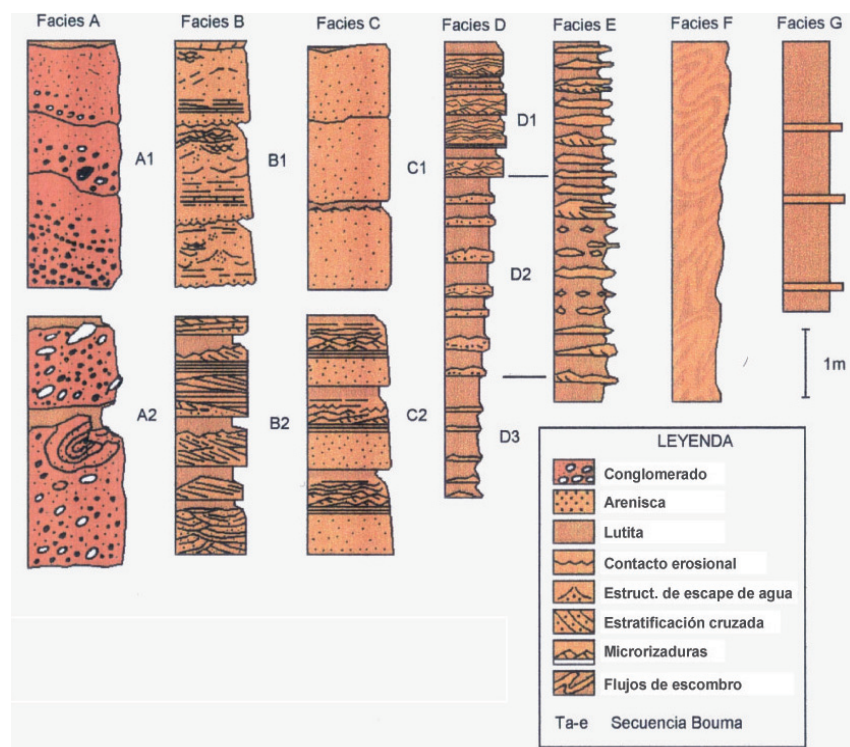 Facies A
Facies B
Facies C
Facies D
Facies E
Facies F
Facies G
A1
B1
C1
D1
D2
1m
A2
B2
C2
D3
LEYENDA
Conglomerado
Arenisca
Lutita
Contacto erosional
Estruct. de escape de agua
Estratificación cruzada
Microrizaduras
Flujos de escombro
Ta-e Secuencia Bouma